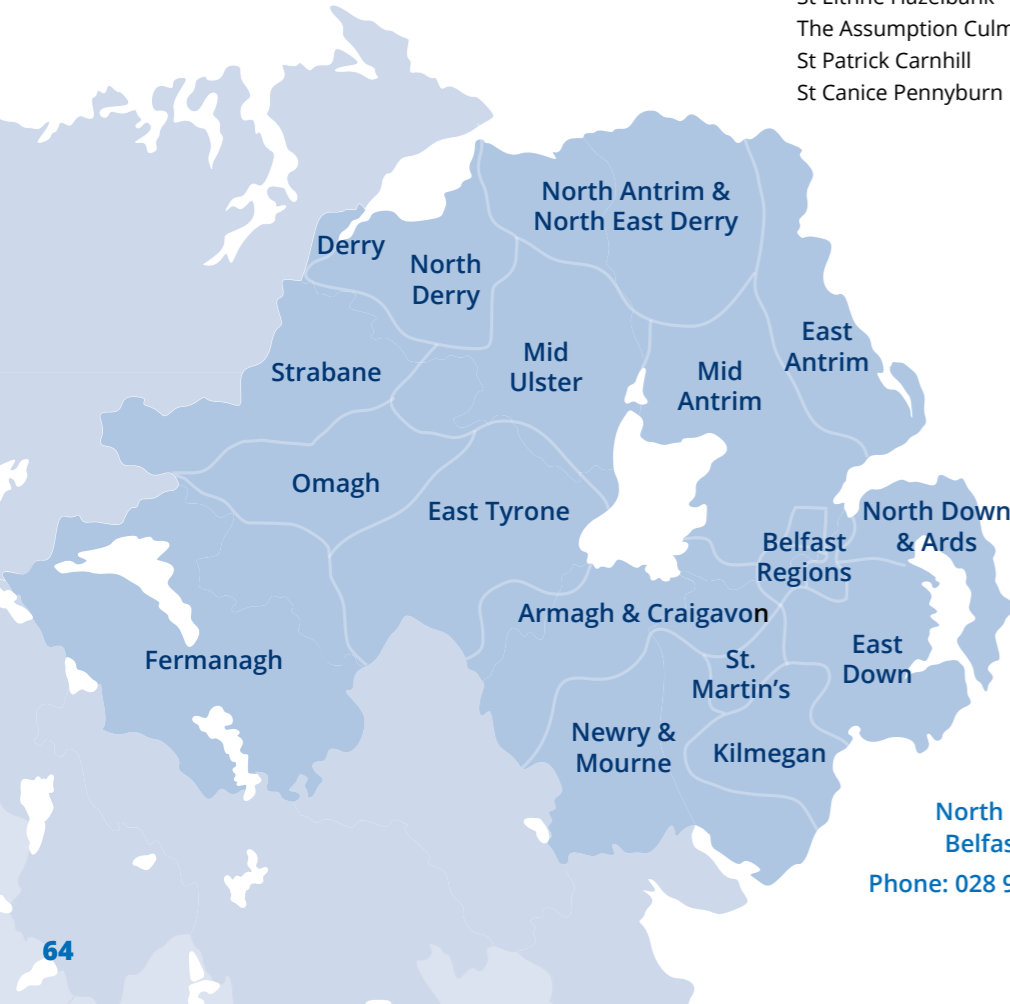 The Assumption
St Patrick Carnhill
St Canice Pennyburn
North Antrim &
North East Derry
Derry
North
Derry
East
Antrim
Mid
Ulster
Strabane
Mid
Antrim
Omagh
East Tyrone
North Down
& Ards
Belfast
Regions
Armagh & Craigavon
East
Down
St.
Martin's
Fermanagh
Newry &
Mourne
Kilmegan
North
Phone: 028 9
64